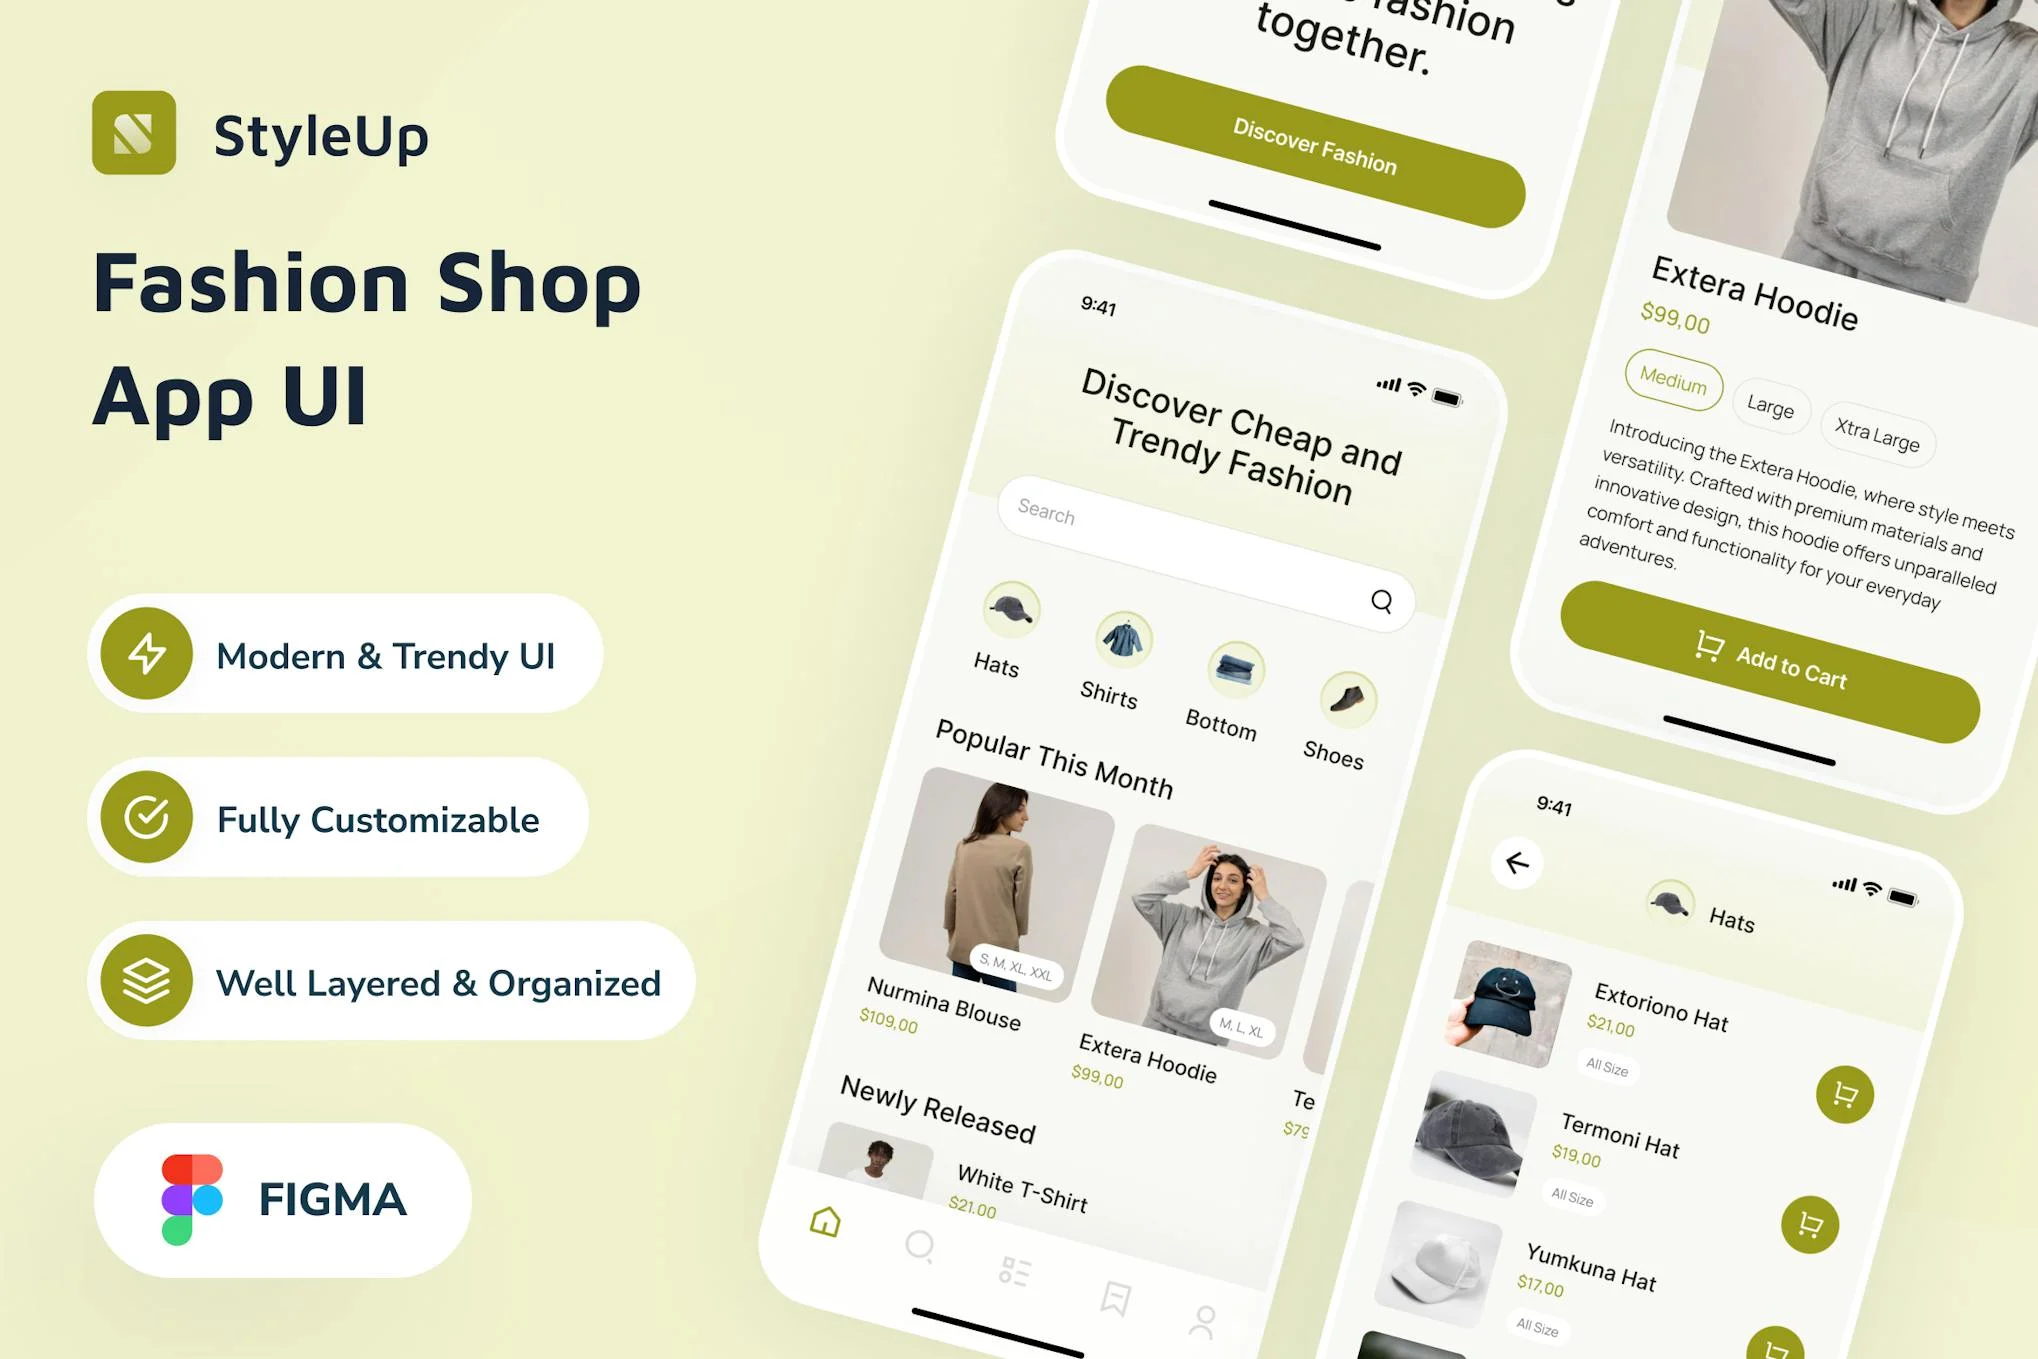 StyleUp
Fashion Shop
App UI
Modern & Trendy UI
Fully Customizable
Well Layered & Organized
FIGMA
fashion
together.
Discover Fashion
9:41
Discover Cheap and
Trendy Fashion
Search
Hats
Shirts
Bottom
Shoes
Popular This Month
S, M, XL, XXL
Nurmina Blouse
$109,00
M, L, XL
Extera Hoodie
$99,00
Te
$79
Newly Released
White T-Shirt
$21.00
Extera Hoodie
$99,00
Medium
Large
Xtra Large
Introducing the Extera Hoodie, where style meets
versatility. Crafted with premium materials and
innovative design, this hoodie offers unparalleled
comfort and functionality for your everyday
adventures.
Add to Cart
9:41
Hats
Extoriono Hat
$21,00
All Size
Termoni Hat
$19,00
All Size
Yumkuna Hat
$17,00
All Size